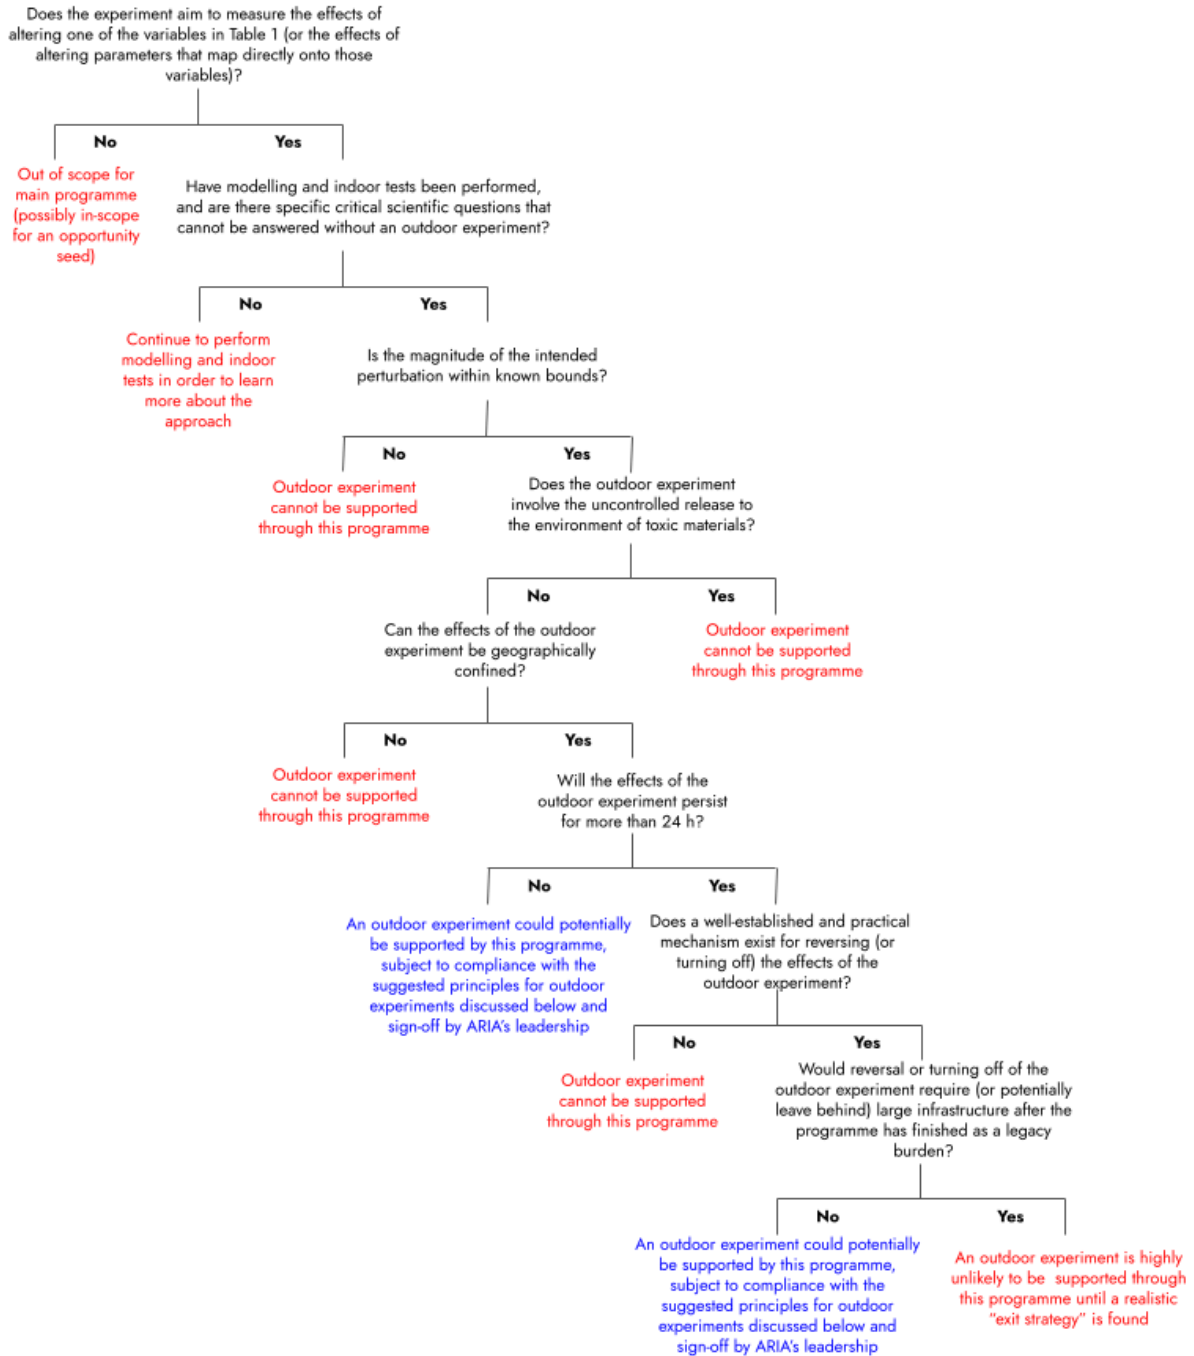 Does the experiment aim to measure the effects of
altering one of the variables in Table 1 (or the effects of
altering parameters that map directly onto those
variables)?
No
Yes
Out of scope for
main programme
(possibly in-scope
for an opportunity
seed)
Have modelling and indoor tests been performed,
and are there specific critical scientific questions that
cannot be answered without an outdoor experiment?
No
Yes
Continue to perform
modelling and indoor
tests in order to learn
more about the
approach
Is the magnitude of the intended
perturbation within known bounds?
No
Yes
Outdoor experiment
cannot be supported
through this programme
Does the outdoor experiment
involve the uncontrolled release to
the environment of toxic materials?
No
Yes
Can the effects of the outdoor
experiment be geographically
confined?
Outdoor experiment
cannot be supported
through this programme
No
Yes
Outdoor experiment
cannot be supported
through this programme
Will the effects of the
outdoor experiment persist
for more than 24 h?
No
Yes
An outdoor experiment could potentially
be supported by this programme,
subject to compliance with the
suggested principles for outdoor
experiments discussed below and
sign-off by ARIA's leadership
Does a well-established and practical
mechanism exist for reversing (or
turning off) the effects of the
outdoor experiment?
No
Yes
Outdoor experiment
cannot be supported
through this programme
Would reversal or turning off of the
outdoor experiment require (or potentially
leave behind) large infrastructure after the
programme has finished as a legacy
burden?
No
Yes
An outdoor experiment could potentially
be supported by this programme,
subject to compliance with the
suggested principles for outdoor
experiments discussed below and
sign-off by ARIA's leadership
An outdoor experiment is highly
unlikely to be supported through
this programme until a realistic
"exit strategy" is found